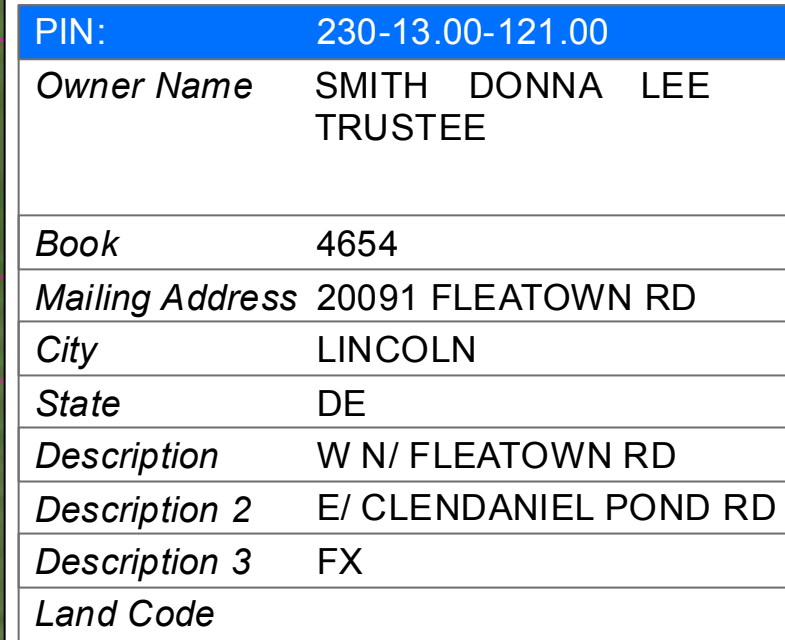 PIN: 230-13.00-121.00
Owner Name SMITH DONNA LEE
TRUSTEE
Book 4654
Mailing Address 20091 FLEATOWN RD
City LINCOLN
State DE
Description W N/ FLEATOWN RD
Description 2 E/ CLENDANIEL POND RD
Description 3 FX
Land Code